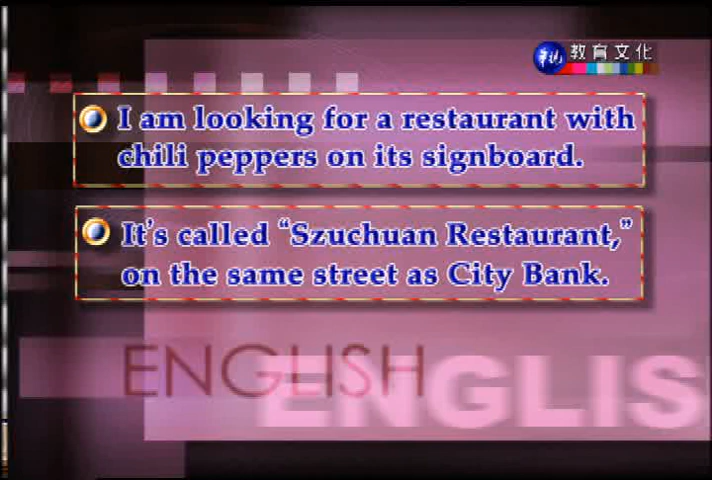 教育文化
I am looking for a restaurant with
chili peppers on its signboard.
It's called “Szuchuan Restaurant,”
on the same street as City Bank.
ENGLISH
ENGLIS